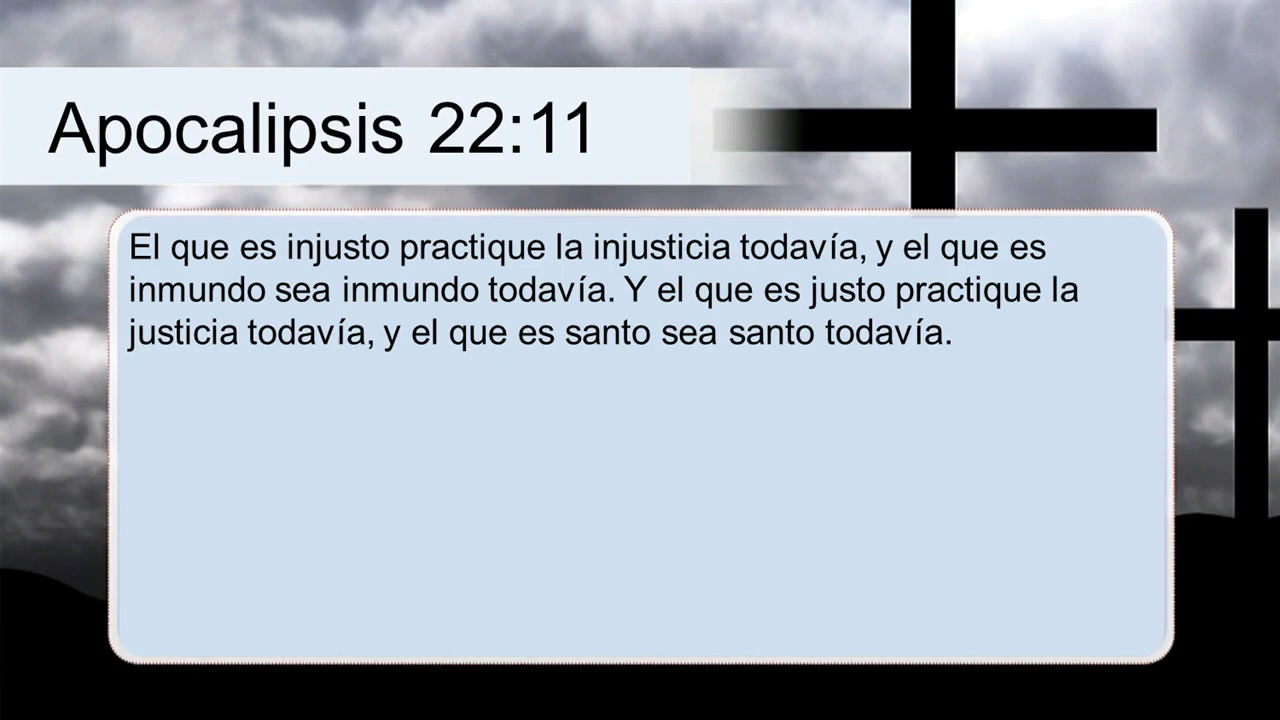 Apocalipsis 22:11
El que es injusto practique la injusticia todavía, y el que es
inmundo sea inmundo todavía. Y el que es justo practique la
justicia todavía, y el que es santo sea santo todavía.